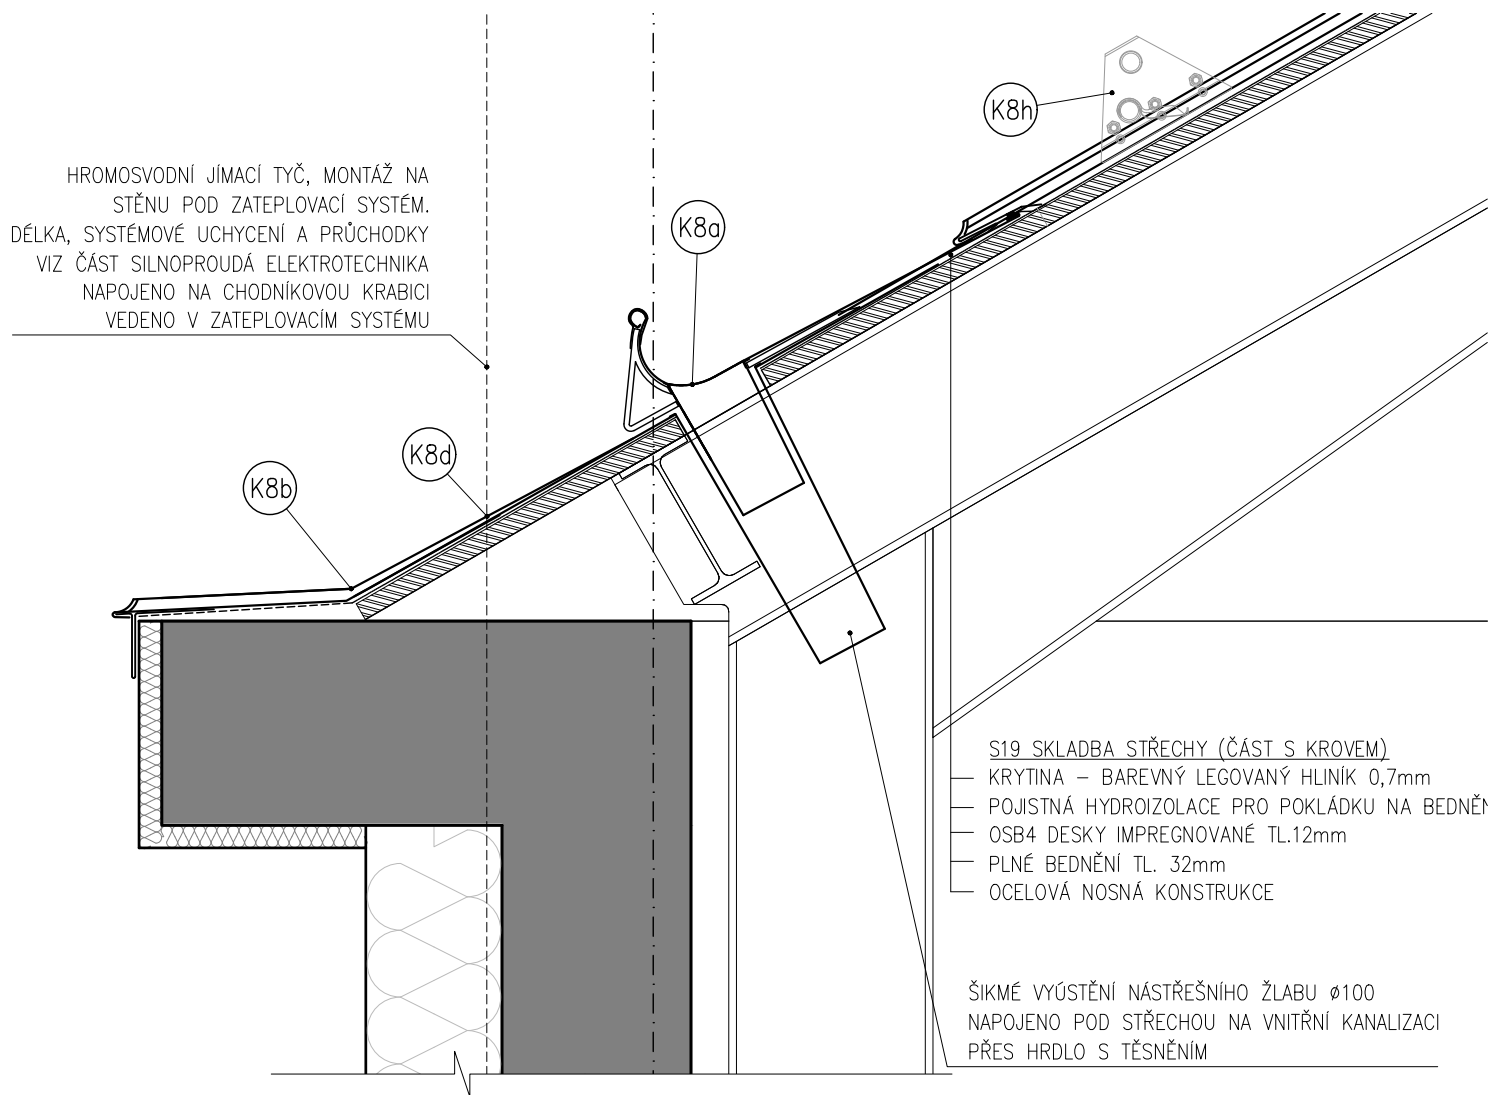 K8h
HROMOSVODNÍ JÍMACÍ TYČ, MONTÁŽ NA
STĚNU POD ZATEPLOVACÍ SYSTÉM.
DÉLKA, SYSTÉMOVÉ UCHYCENÍ A PRŮCHODKY
VIZ ČÁST SILNOPROUDÁ ELEKTROTECHNIKA
NAPOJENO NA CHODNÍKOVOU KRABICI
VEDENO V ZATEPLOVACÍM SYSTÉMU
K8a
K8d
K8b
S19 SKLADBA STŘECHY (ČÁST S KROVEM)
KRYTINA – BAREVNÝ LEGOVANÝ HLINÍK 0,7mm
POJISTNÁ HYDROIZOLACE PRO POKLÁDKU NA BEDNĚN
OSB4 DESKY IMPREGNOVANÉ TL.12mm
PLNÉ BEDNĚNÍ TL. 32mm
OCELOVÁ NOSNÁ KONSTRUKCE
ŠIKMÉ VYÚSTĚNÍ NÁSTŘEŠNÍHO ŽLABU ø100
NAPOJENO POD STŘECHOU NA VNITŘNÍ KANALIZACI
PŘES HRDLO S TĚSNĚNÍM